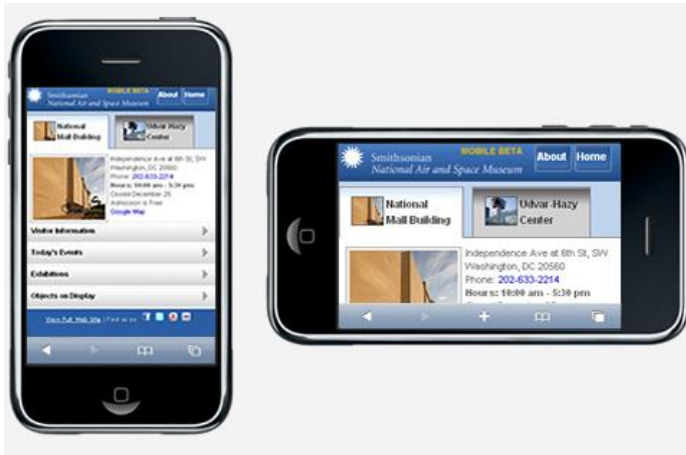 Smithsonian
National Air and Space Museum
MOBILE BETA
About
Home
National
Mall Building
Udvar-Hazy
Center
Independence Ave at 6th St, SW
Washington, DC 20560
Phone: 202-633-2214
Hours: 10:00 am - 5:30 pm
Closed December 25
Admission is Free
Google Map
Visitor Information
Today's Events
Exhibitions
Objects on Display
View Full Web Site | Find us on:
Smithsonian
National Air and Space Museum
MOBILE BETA
About
Home
National
Mall Building
Udvar-Hazy
Center
Independence Ave at 6th St, SW
Washington, DC 20560
Phone: 202-633-2214
Hours: 10:00 am - 5:30 pm